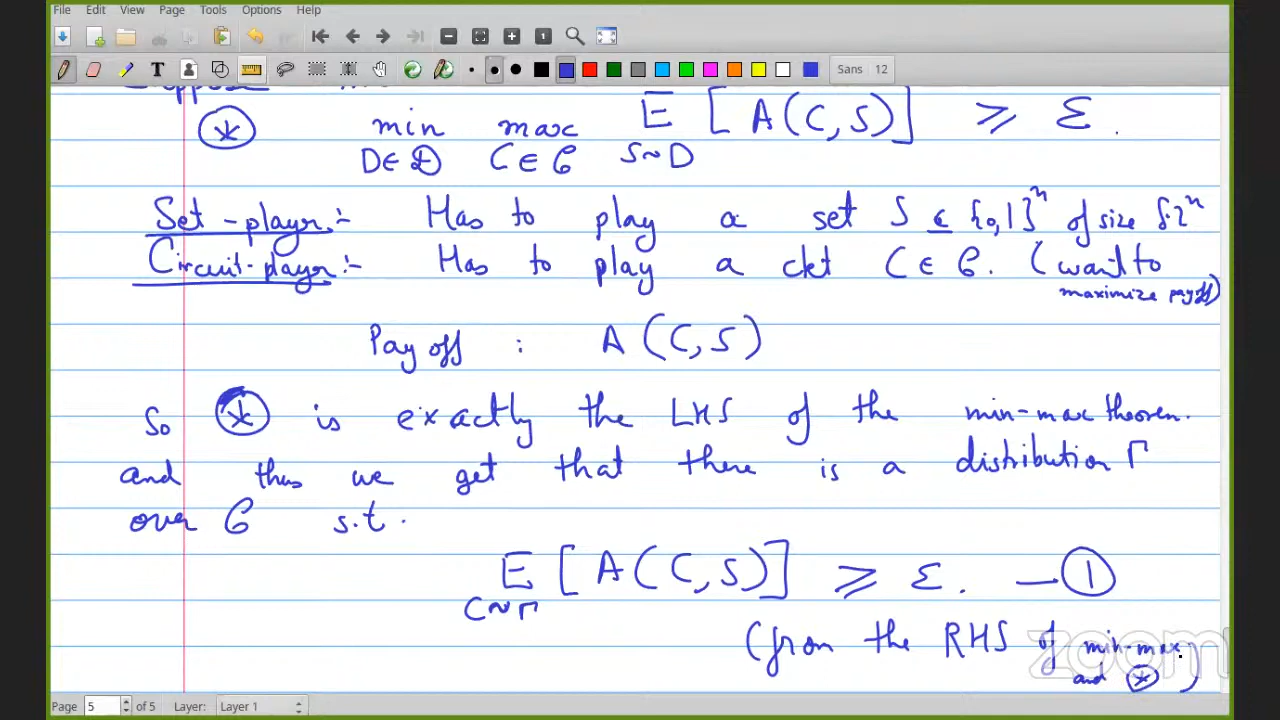 File Edit View Page Tools Options Help
Sans 12
Suppose
(*) min max E [A(C,S)] ≥ ε.
D∈𝒟 C∈𝒞 S~D
Set-player:- Has to play a set S ⊆ {0,1}^n of size δ·2^n
Circuit-player:- Has to play a ckt C ∈ 𝒞. (want to
maximize payoff)
Pay off : A(C,S)
So (*) is exactly the LHS of the min-max theorem.
and thus we get that there is a distribution Γ
over 𝒞 s.t.
E [A(C,S)] ≥ ε. —①
C~Γ
(from the RHS of min-max
and (*))
zoom
Page 5 of 5 Layer: Layer 1